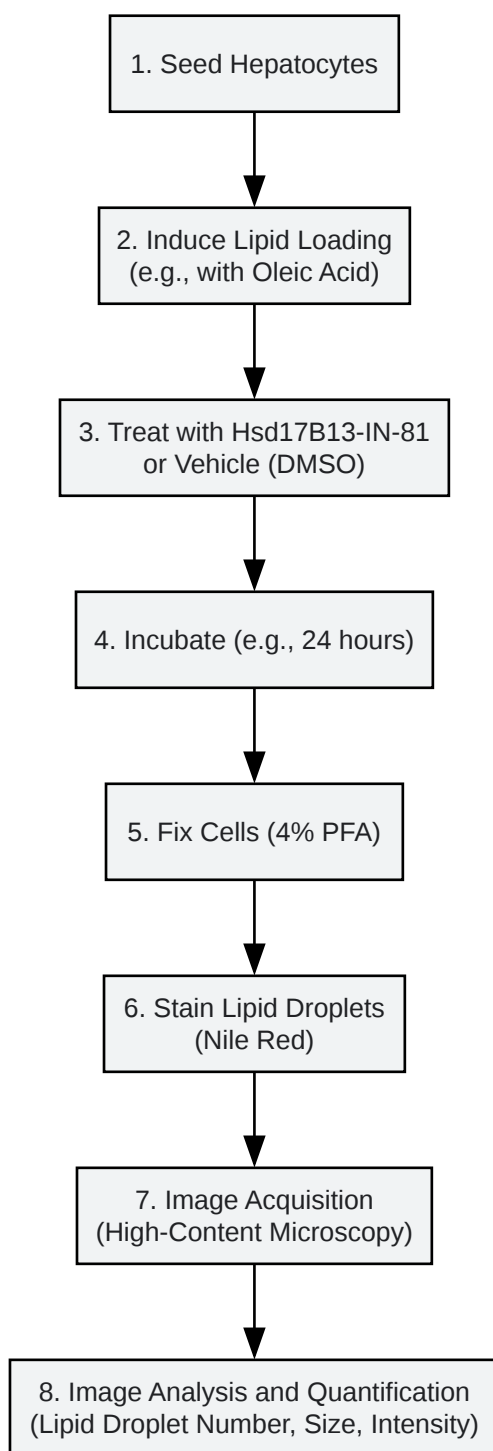 1. Seed Hepatocytes
2. Induce Lipid Loading
(e.g., with Oleic Acid)
3. Treat with Hsd17B13-IN-81
or Vehicle (DMSO)
4. Incubate (e.g., 24 hours)
5. Fix Cells (4% PFA)
6. Stain Lipid Droplets
(Nile Red)
7. Image Acquisition
(High-Content Microscopy)
8. Image Analysis and Quantification
(Lipid Droplet Number, Size, Intensity)